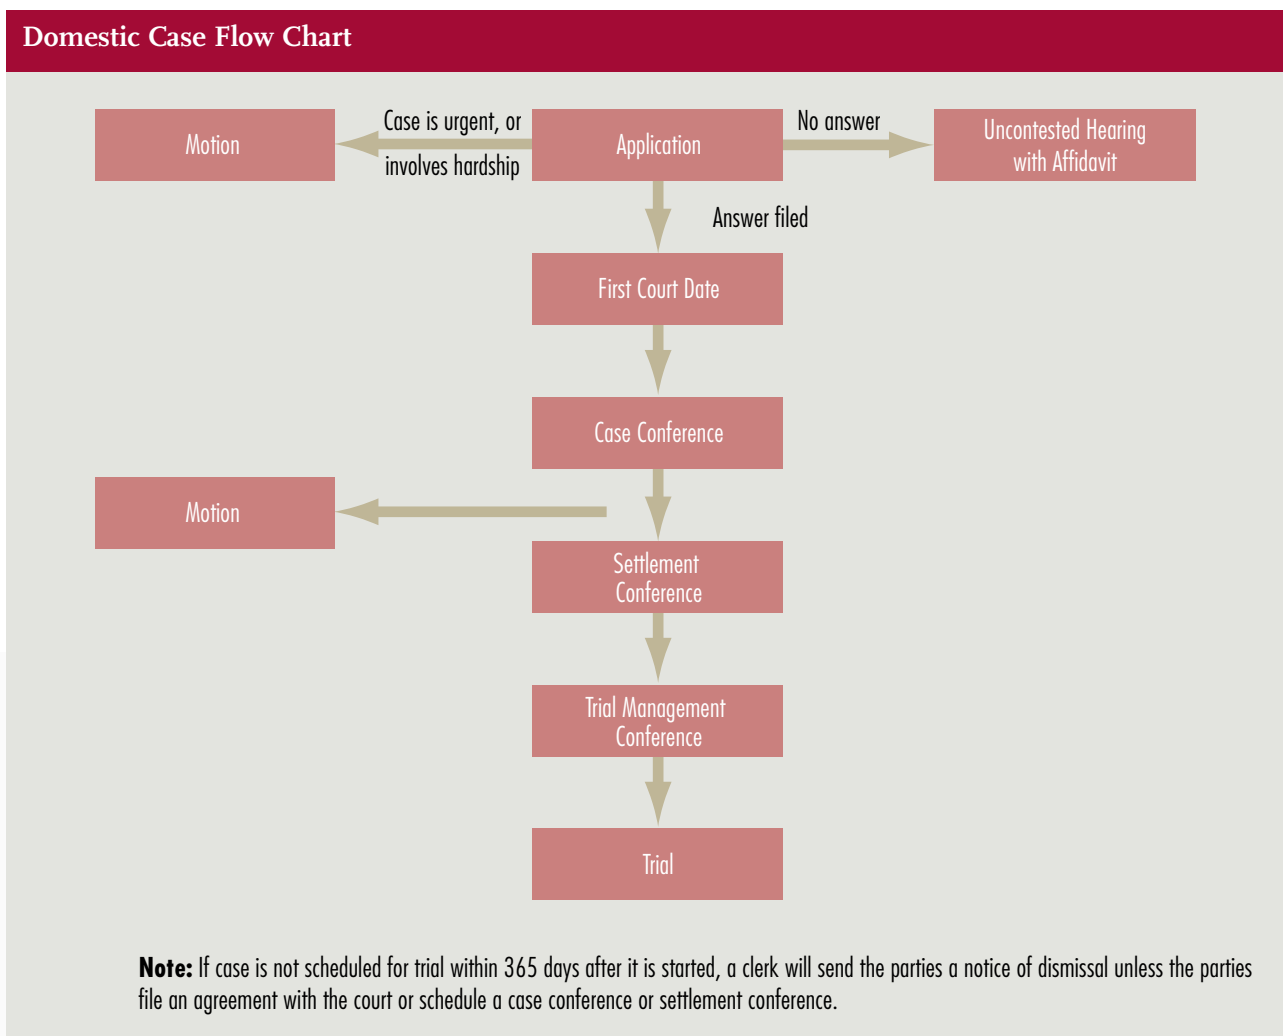 Domestic Case Flow Chart
Motion
Case is urgent, or
involves hardship
Application
No answer
Uncontested Hearing
with Affidavit
Answer filed
First Court Date
Case Conference
Motion
Settlement
Conference
Trial Management
Conference
Trial
Note: If case is not scheduled for trial within 365 days after it is started, a clerk will send the parties a notice of dismissal unless the parties
file an agreement with the court or schedule a case conference or settlement conference.